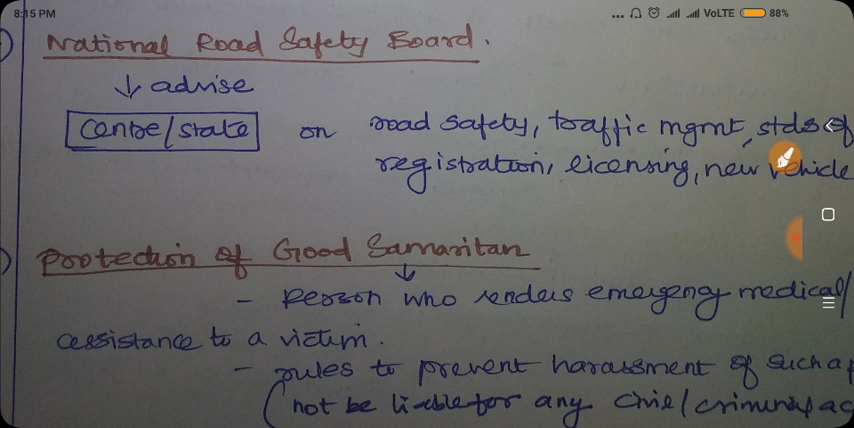 8:15 PM ... VoLTE 88%
National Road Safety Board.
↓ advise
Centre/state on road safety, traffic mgmt, stds of
registration, licensing, new vehicle
Protection of Good Samaritan
- Person who renders emergency medical/
assistance to a victim.
- rules to prevent harassment of such a
(not be liable for any civil/criminal ac